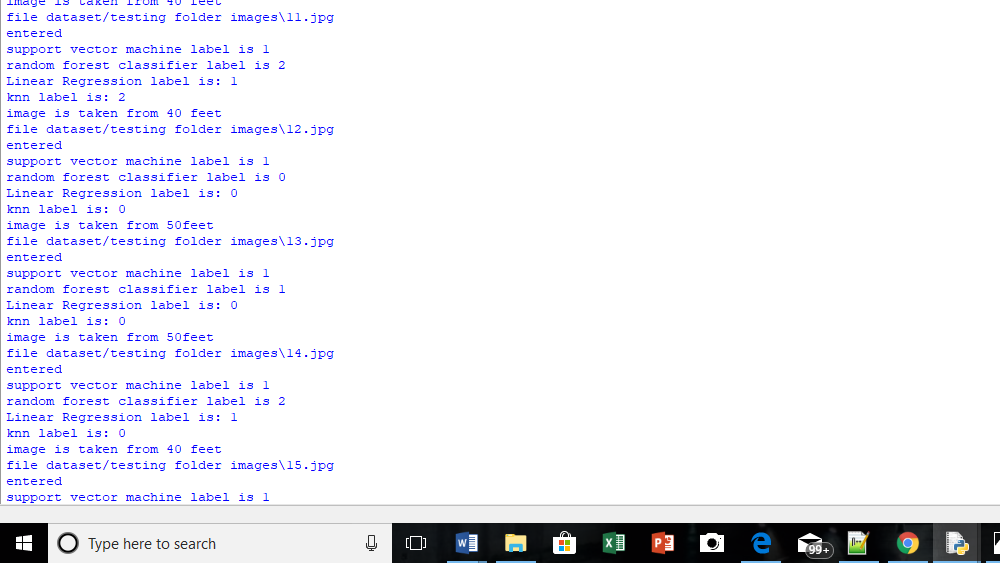 image is taken from 40 feet
file dataset/testing folder images\11.jpg
entered
support vector machine label is 1
random forest classifier label is 2
Linear Regression label is: 1
knn label is: 2
image is taken from 40 feet
file dataset/testing folder images\12.jpg
entered
support vector machine label is 1
random forest classifier label is 0
Linear Regression label is: 0
knn label is: 0
image is taken from 50feet
file dataset/testing folder images\13.jpg
entered
support vector machine label is 1
random forest classifier label is 1
Linear Regression label is: 0
knn label is: 0
image is taken from 50feet
file dataset/testing folder images\14.jpg
entered
support vector machine label is 1
random forest classifier label is 2
Linear Regression label is: 1
knn label is: 0
image is taken from 40 feet
file dataset/testing folder images\15.jpg
entered
support vector machine label is 1
Type here to search
99+